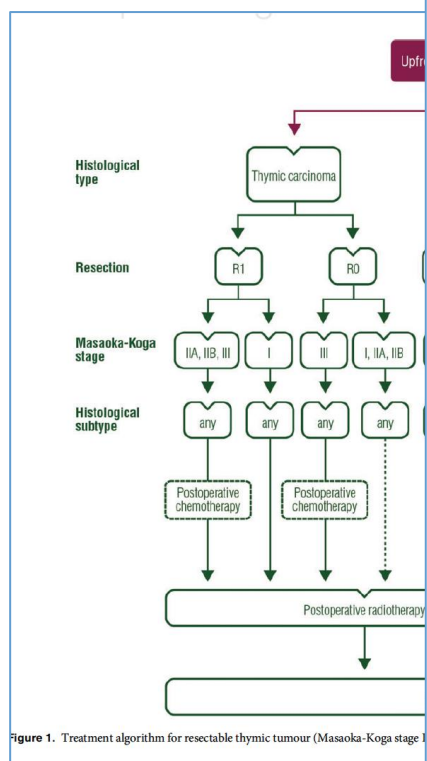 Upfr
Histological
type
Thymic carcinoma
Resection
R1
R0
Masaoka-Koga
stage
IIA, IIB, III
I
III
I, IIA, IIB
Histological
subtype
any
any
any
any
Postoperative
chemotherapy
Postoperative
chemotherapy
Postoperative radiotherapy
Figure 1. Treatment algorithm for resectable thymic tumour (Masaoka-Koga stage I